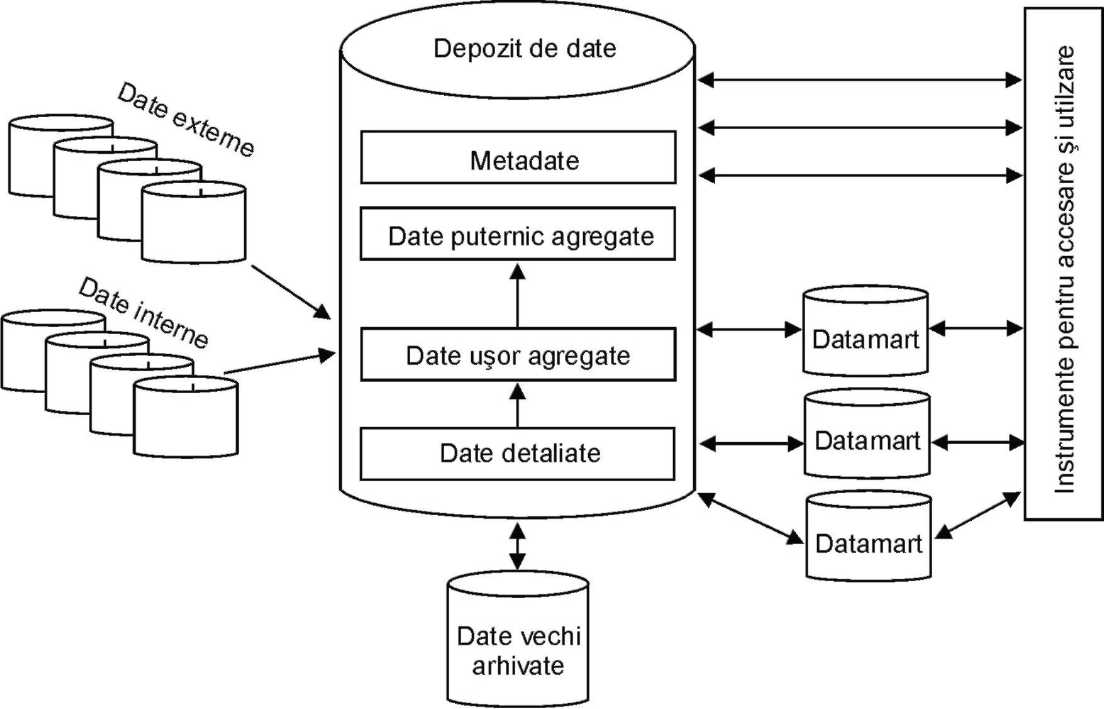 Depozit de date
Date externe
Metadate
Date puternic agregate
Date interne
Date uşor agregate
Date detaliate
Datamart
Datamart
Datamart
Date vechi
arhivate
Instrumente pentru accesare şi utilzare